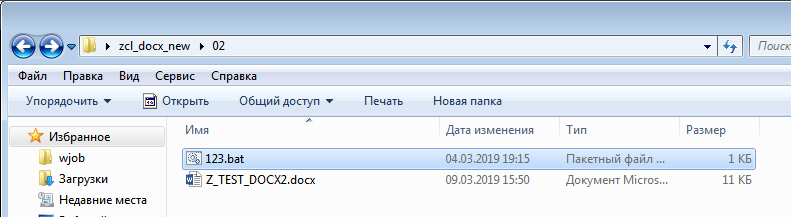 zcl_docx_new 02 Поиск
Файл Правка Вид Сервис Справка
Упорядочить Открыть Общий доступ Печать Новая папка
Избранное
wjob
Загрузки
Недавние места
Имя Дата изменения Тип Размер
123.bat 04.03.2019 19:15 Пакетный файл ... 1 КБ
Z_TEST_DOCX2.docx 09.03.2019 15:50 Документ Micros... 11 КБ